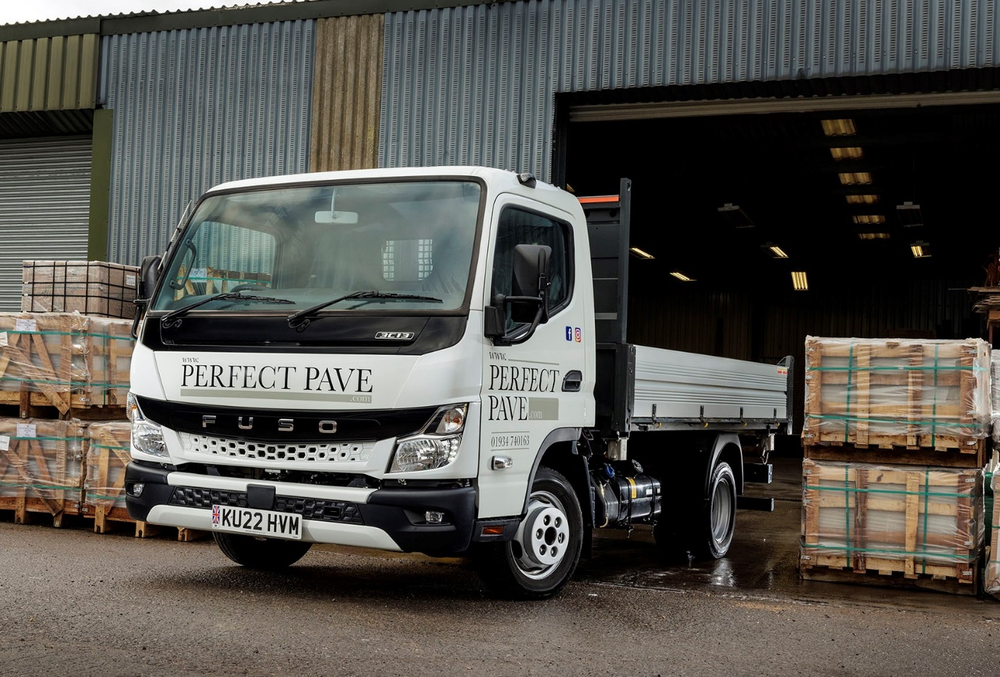 3C13
www.
PERFECT PAVE
.com
FUSO
KU22 HVM
www.
PERFECT
PAVE.com
01934 740163
f